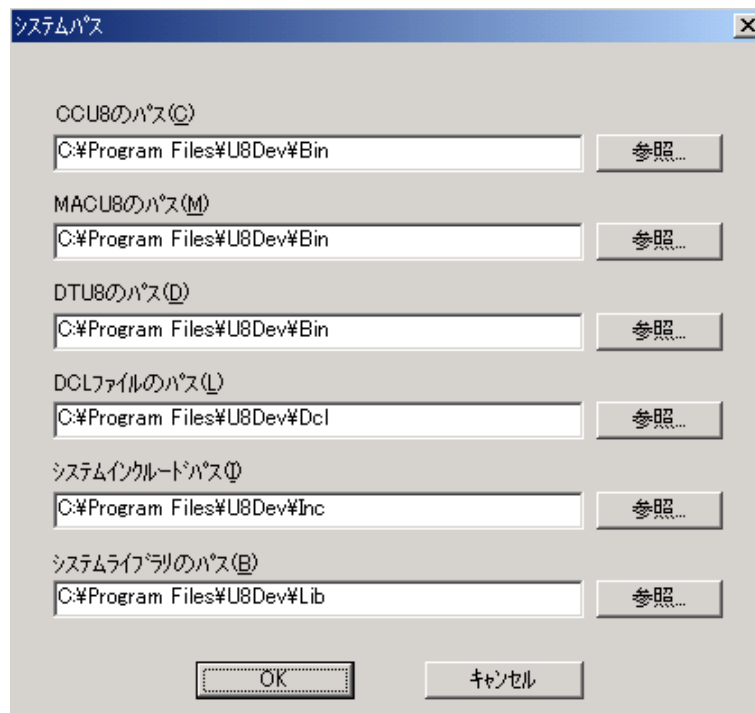 ｼｽﾃﾑﾊﾟｽ
CCU8のﾊﾟｽ(C)
C:¥Program Files¥U8Dev¥Bin
参照...
MACU8のﾊﾟｽ(M)
C:¥Program Files¥U8Dev¥Bin
参照...
DTU8のﾊﾟｽ(D)
C:¥Program Files¥U8Dev¥Bin
参照...
DCLﾌｧｲﾙのﾊﾟｽ(L)
C:¥Program Files¥U8Dev¥Dcl
参照...
ｼｽﾃﾑｲﾝｸﾙｰﾄﾞﾊﾟｽ(I)
C:¥Program Files¥U8Dev¥Inc
参照...
ｼｽﾃﾑﾗｲﾌﾞﾗﾘのﾊﾟｽ(B)
C:¥Program Files¥U8Dev¥Lib
参照...
OK
ｷｬﾝｾﾙ